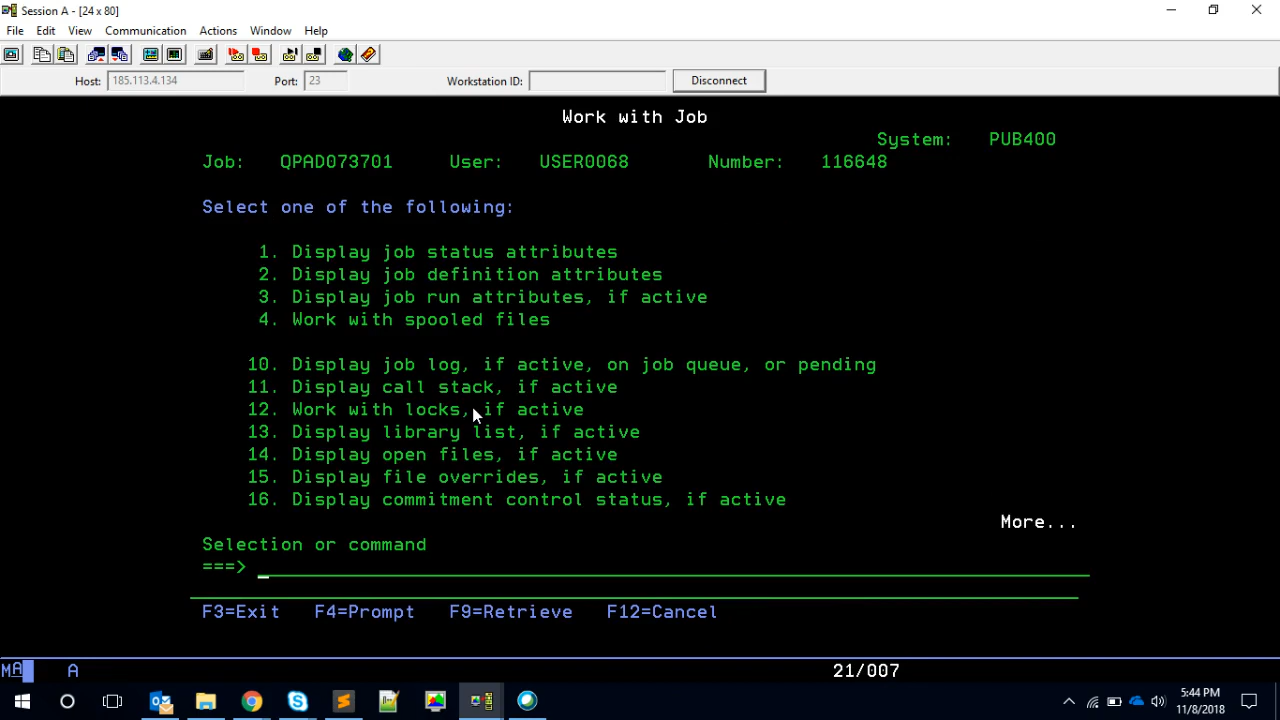 Session A - [24 x 80]
File Edit View Communication Actions Window Help
Host: 185.113.4.134 Port: 23 Workstation ID: Disconnect
Work with Job
System: PUB400
Job: QPAD073701 User: USER0068 Number: 116648
Select one of the following:
1. Display job status attributes
2. Display job definition attributes
3. Display job run attributes, if active
4. Work with spooled files
10. Display job log, if active, on job queue, or pending
11. Display call stack, if active
12. Work with locks, if active
13. Display library list, if active
14. Display open files, if active
15. Display file overrides, if active
16. Display commitment control status, if active
More...
Selection or command
===>
F3=Exit F4=Prompt F9=Retrieve F12=Cancel
MA A 21/007
5:44 PM
11/8/2018